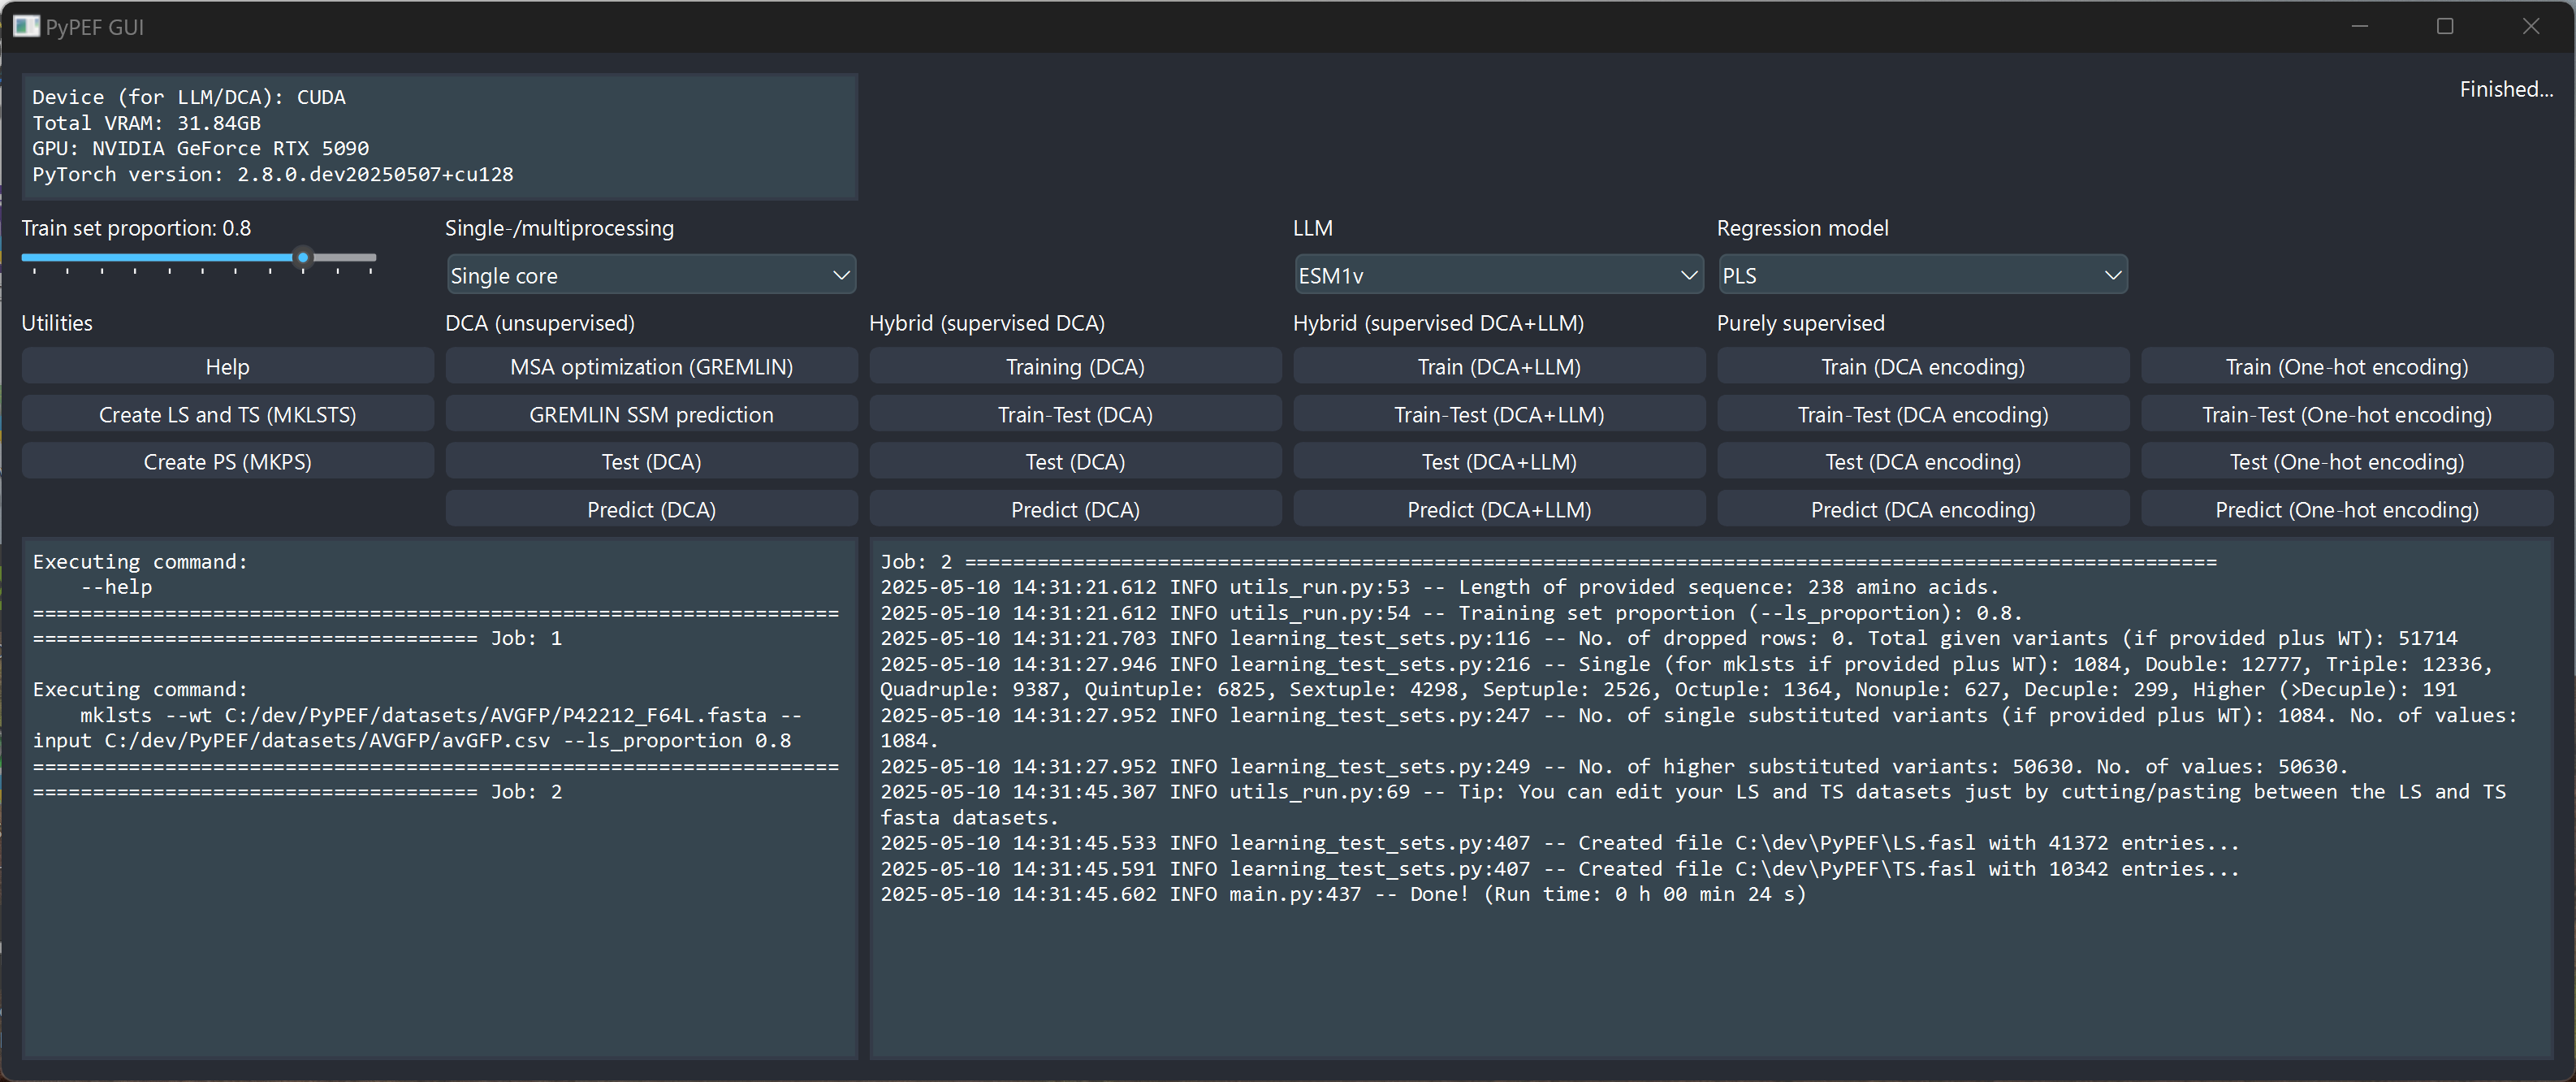 PyPEF GUI
Device (for LLM/DCA): CUDA
Total VRAM: 31.84GB
GPU: NVIDIA GeForce RTX 5090
PyTorch version: 2.8.0.dev20250507+cu128
Finished...
Train set proportion: 0.8
Single-/multiprocessing
LLM
Regression model
Single core
ESM1v
PLS
Utilities
DCA (unsupervised)
Hybrid (supervised DCA)
Hybrid (supervised DCA+LLM)
Purely supervised
Help
MSA optimization (GREMLIN)
Training (DCA)
Train (DCA+LLM)
Train (DCA encoding)
Train (One-hot encoding)
Create LS and TS (MKLSTS)
GREMLIN SSM prediction
Train-Test (DCA)
Train-Test (DCA+LLM)
Train-Test (DCA encoding)
Train-Test (One-hot encoding)
Create PS (MKPS)
Test (DCA)
Test (DCA)
Test (DCA+LLM)
Test (DCA encoding)
Test (One-hot encoding)
Predict (DCA)
Predict (DCA)
Predict (DCA+LLM)
Predict (DCA encoding)
Predict (One-hot encoding)
Executing command:
--help
===================================================================
===================================== Job: 1
Executing command:
mklsts --wt C:/dev/PyPEF/datasets/AVGFP/P42212_F64L.fasta --
input C:/dev/PyPEF/datasets/AVGFP/avGFP.csv --ls_proportion 0.8
===================================================================
===================================== Job: 2
Job: 2 ========================================================================================================
2025-05-10 14:31:21.612 INFO utils_run.py:53 -- Length of provided sequence: 238 amino acids.
2025-05-10 14:31:21.612 INFO utils_run.py:54 -- Training set proportion (--ls_proportion): 0.8.
2025-05-10 14:31:21.703 INFO learning_test_sets.py:116 -- No. of dropped rows: 0. Total given variants (if provided plus WT): 51714
2025-05-10 14:31:27.946 INFO learning_test_sets.py:216 -- Single (for mklsts if provided plus WT): 1084, Double: 12777, Triple: 12336,
Quadruple: 9387, Quintuple: 6825, Sextuple: 4298, Septuple: 2526, Octuple: 1364, Nonuple: 627, Decuple: 299, Higher (>Decuple): 191
2025-05-10 14:31:27.952 INFO learning_test_sets.py:247 -- No. of single substituted variants (if provided plus WT): 1084. No. of values:
1084.
2025-05-10 14:31:27.952 INFO learning_test_sets.py:249 -- No. of higher substituted variants: 50630. No. of values: 50630.
2025-05-10 14:31:45.307 INFO utils_run.py:69 -- Tip: You can edit your LS and TS datasets just by cutting/pasting between the LS and TS
fasta datasets.
2025-05-10 14:31:45.533 INFO learning_test_sets.py:407 -- Created file C:\dev\PyPEF\LS.fasl with 41372 entries...
2025-05-10 14:31:45.591 INFO learning_test_sets.py:407 -- Created file C:\dev\PyPEF\TS.fasl with 10342 entries...
2025-05-10 14:31:45.602 INFO main.py:437 -- Done! (Run time: 0 h 00 min 24 s)